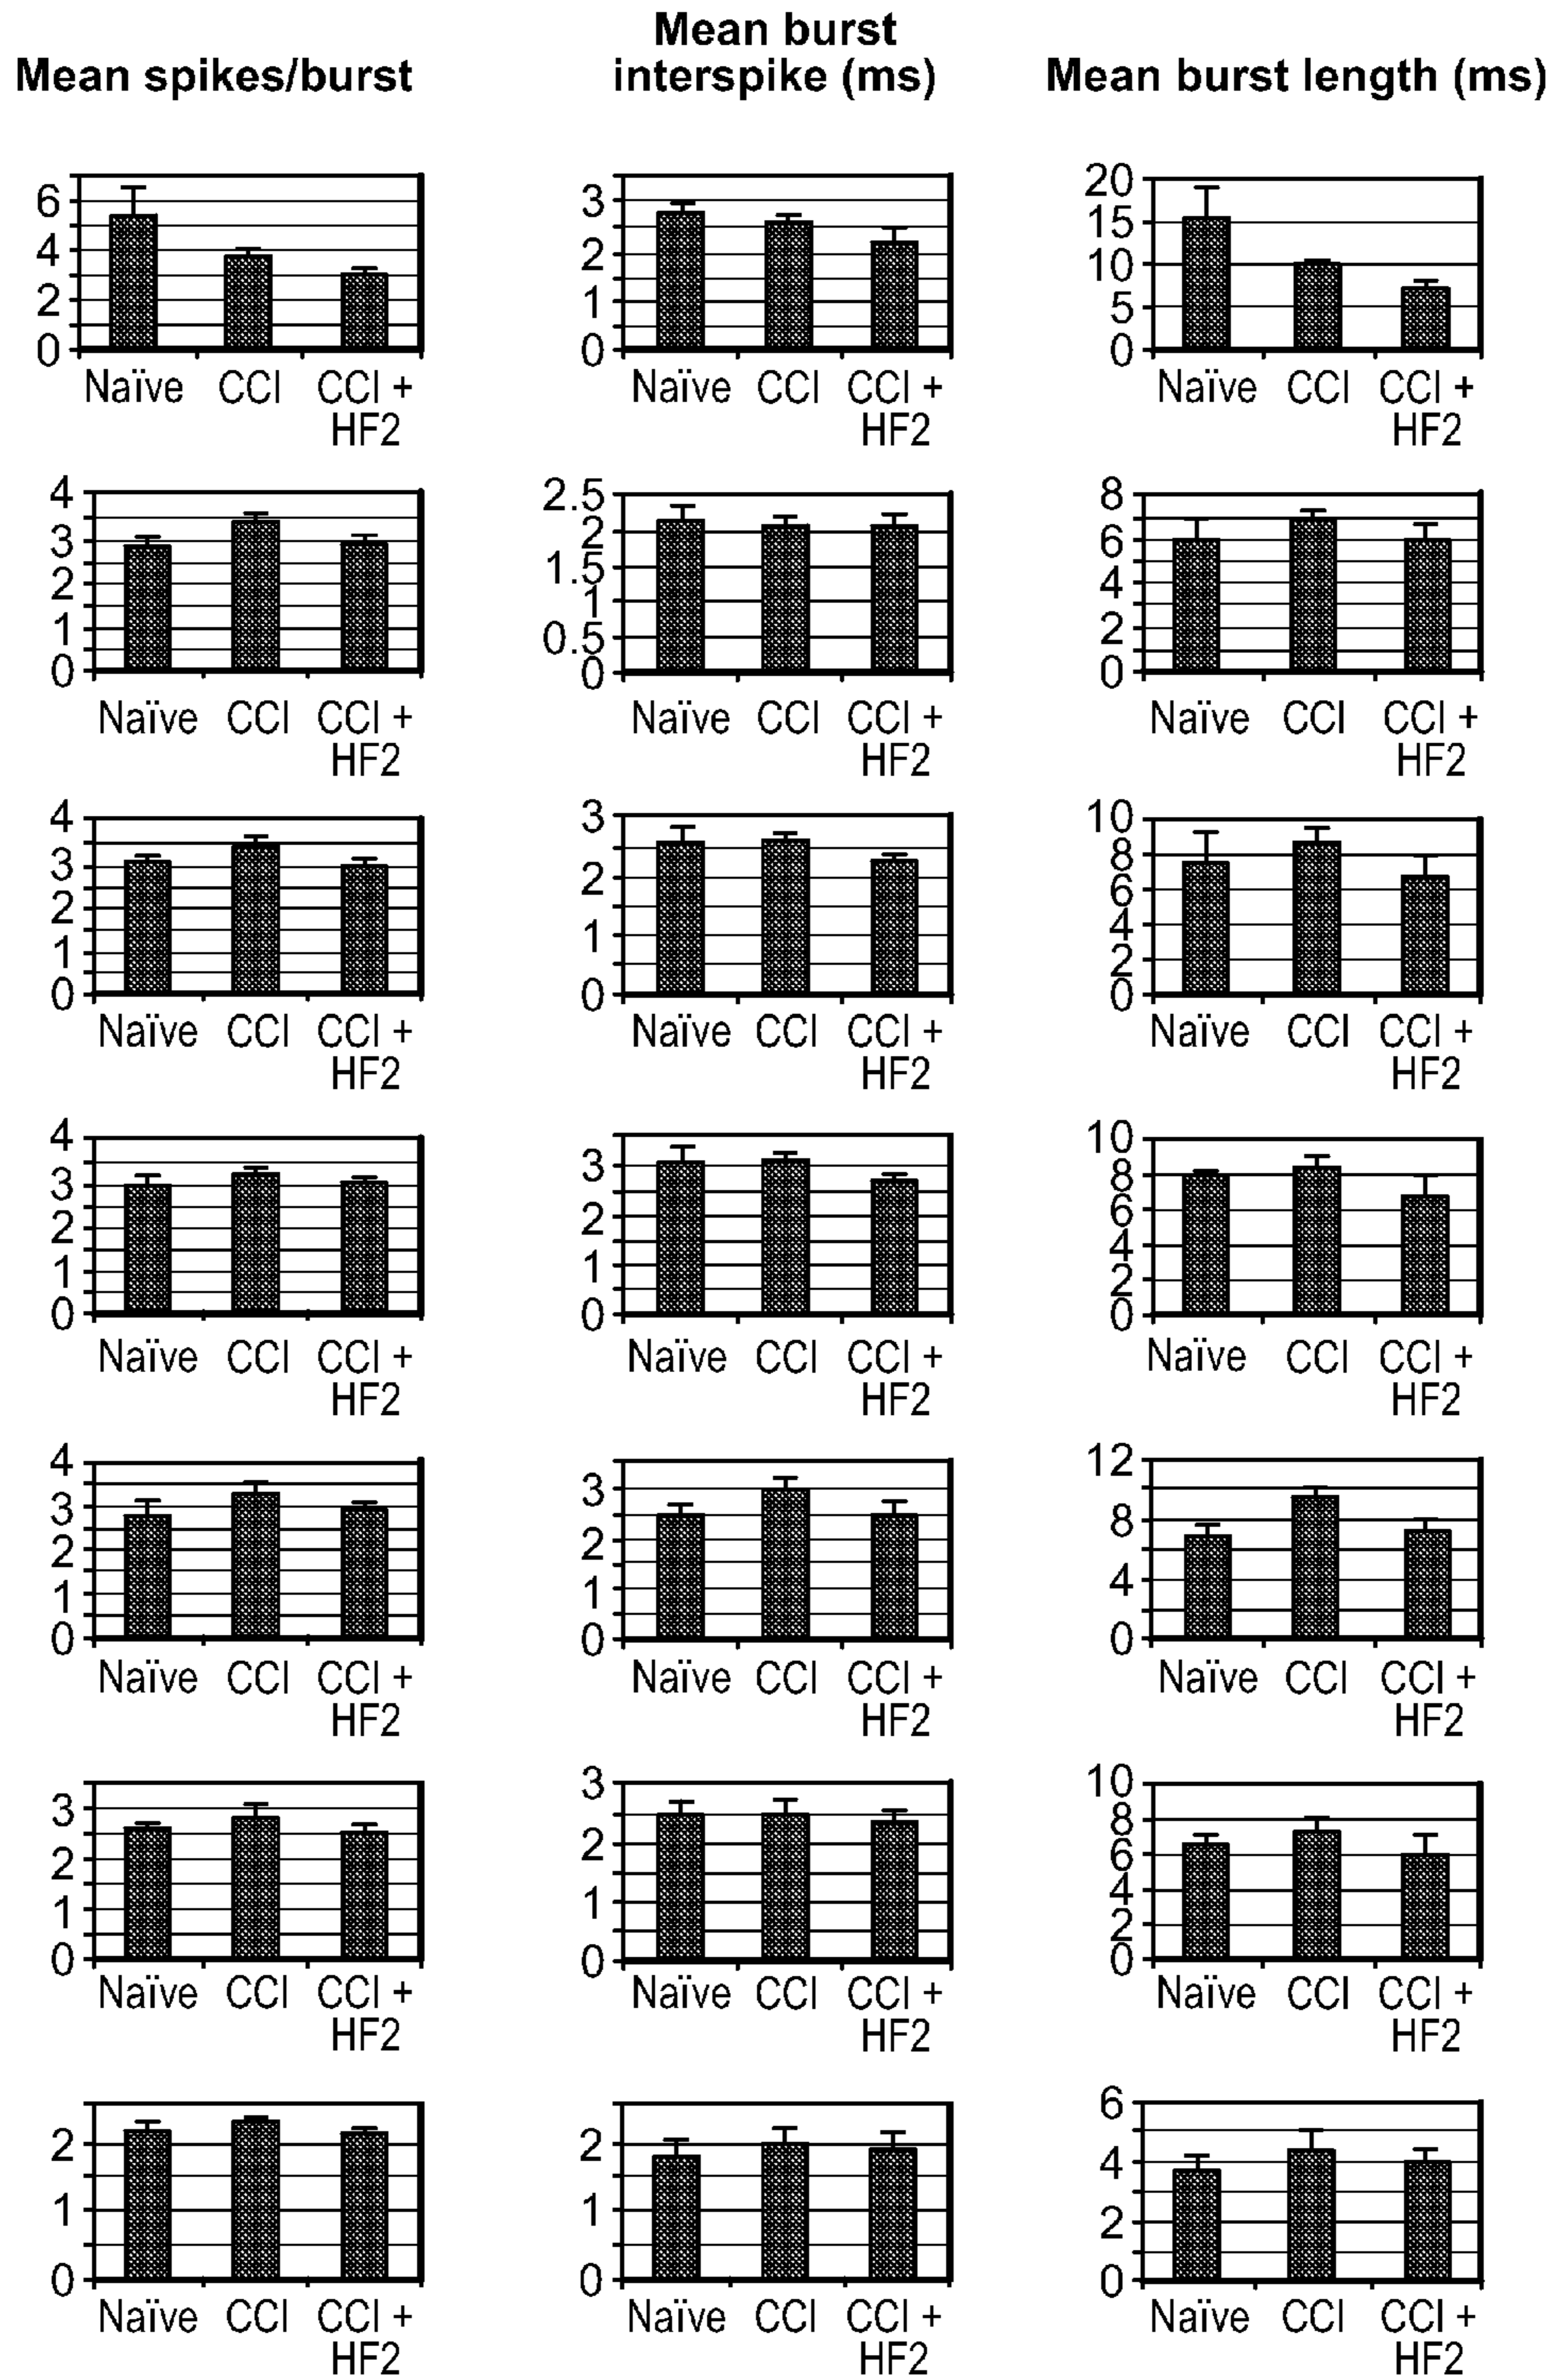 Mean spikes/burst
Mean burst
interspike (ms)
Mean burst length (ms)
6
4
2
0
Naïve CCI CCI +
HF2
3
2
1
0
Naïve CCI CCI +
HF2
20
15
10
5
0
Naïve CCI CCI +
HF2
4
3
2
1
0
Naïve CCI CCI +
HF2
2.5
2
1.5
1
0.5
0
Naïve CCI CCI +
HF2
8
6
4
2
0
Naïve CCI CCI +
HF2
4
3
2
1
0
Naïve CCI CCI +
HF2
3
2
1
0
Naïve CCI CCI +
HF2
10
8
6
4
2
0
Naïve CCI CCI +
HF2
4
3
2
1
0
Naïve CCI CCI +
HF2
3
2
1
0
Naïve CCI CCI +
HF2
10
8
6
4
2
0
Naïve CCI CCI +
HF2
4
3
2
1
0
Naïve CCI CCI +
HF2
3
2
1
0
Naïve CCI CCI +
HF2
12
8
4
0
Naïve CCI CCI +
HF2
3
2
1
0
Naïve CCI CCI +
HF2
3
2
1
0
Naïve CCI CCI +
HF2
10
8
6
4
2
0
Naïve CCI CCI +
HF2
2
1
0
Naïve CCI CCI +
HF2
2
1
0
Naïve CCI CCI +
HF2
6
4
2
0
Naïve CCI CCI +
HF2